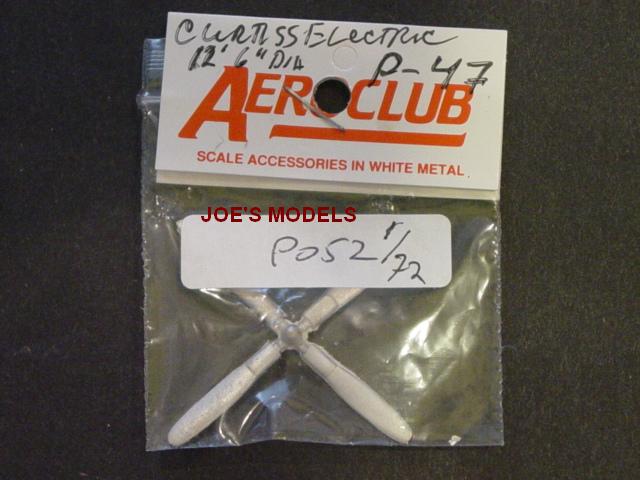 CURTISS ELECTRIC
12' 6" DIA P-47
AEROCLUB
SCALE ACCESSORIES IN WHITE METAL
JOE'S MODELS
P052 1/72